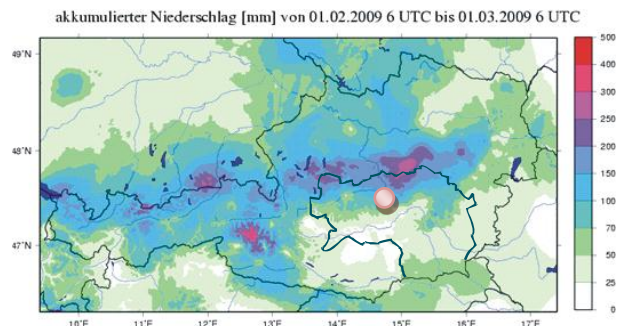 akkumulierter Niederschlag [mm] von 01.02.2009 6 UTC bis 01.03.2009 6 UTC
49°N
48°N
47°N
10°E 11°E 12°E 13°E 14°E 15°E 16°E 17°E
500
400
300
250
200
150
100
70
50
25
0